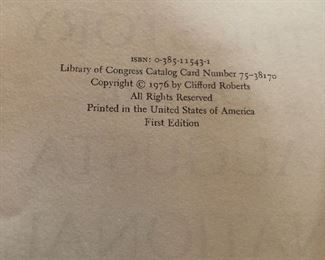 ISBN: 0-385-11543-1
Library of Congress Catalog Card Number 75-38170
Copyright © 1976 by Clifford Roberts
All Rights Reserved
Printed in the United States of America
First Edition